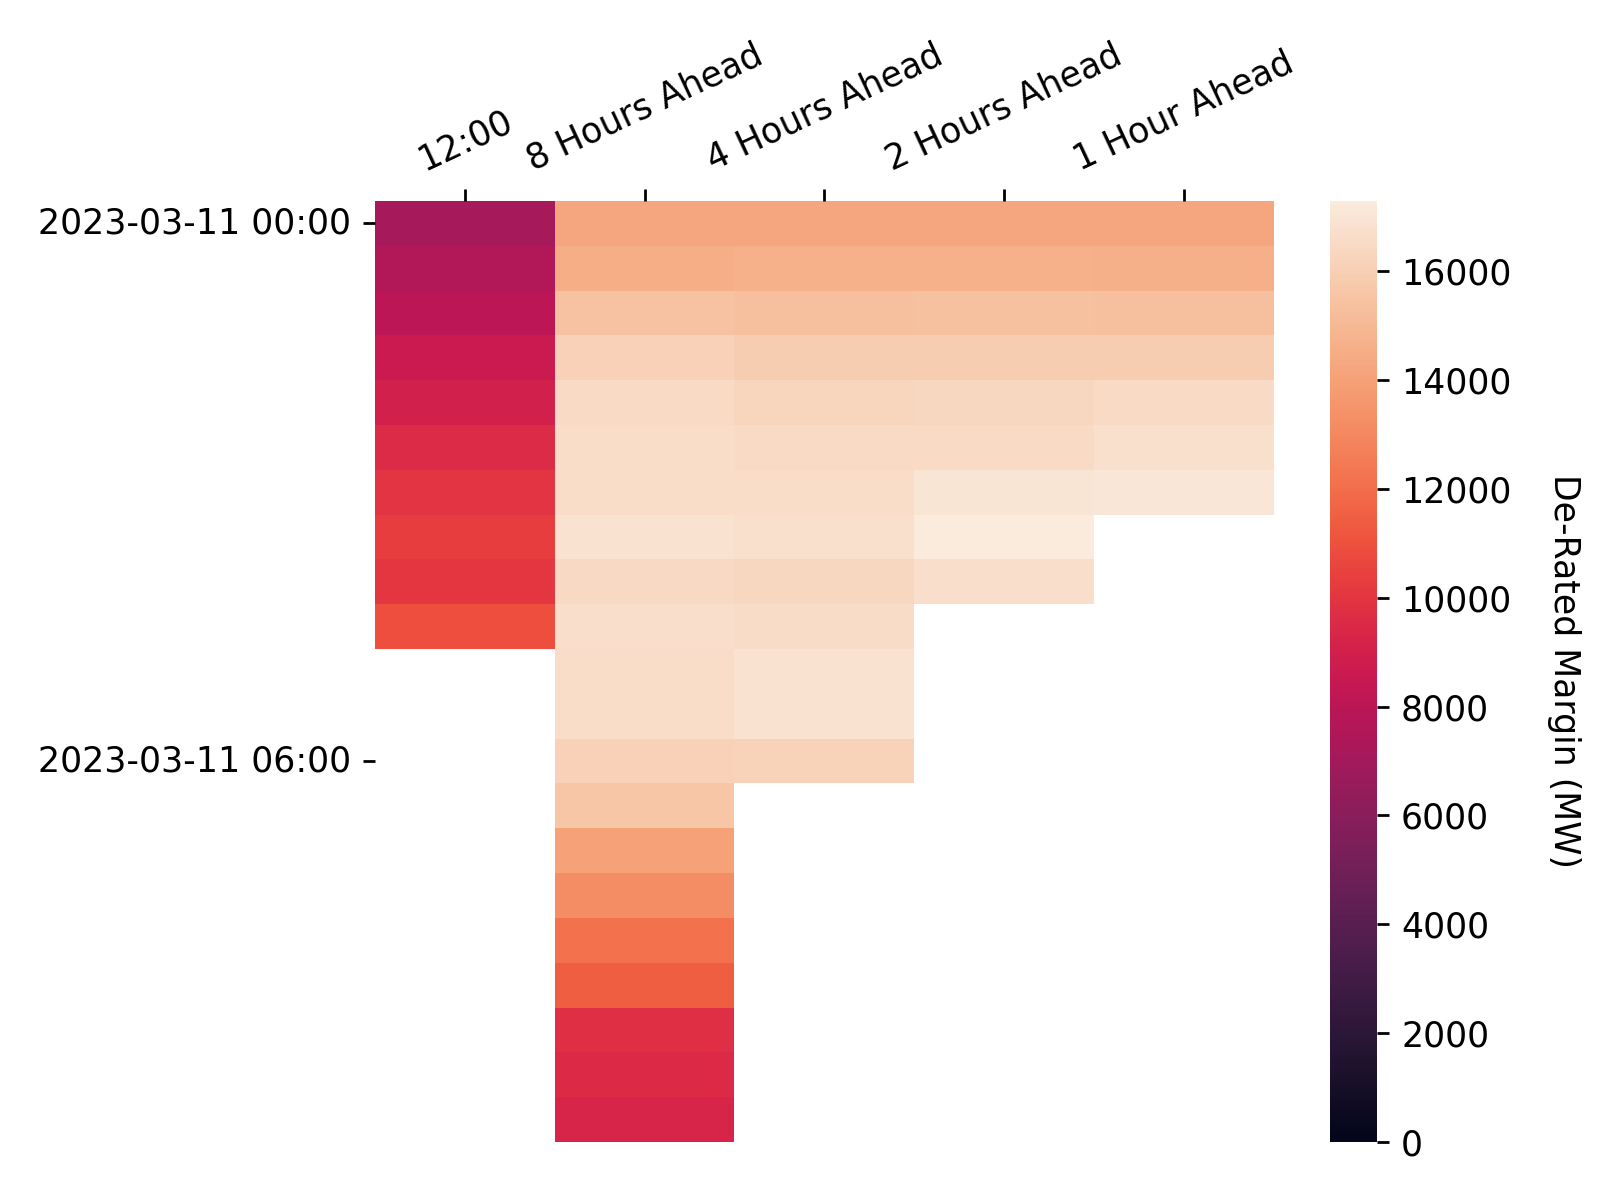 12:00
8 Hours Ahead
4 Hours Ahead
2 Hours Ahead
1 Hour Ahead
2023-03-11 00:00
2023-03-11 06:00
16000
14000
12000
10000
8000
6000
4000
2000
0
De-Rated Margin (MW)